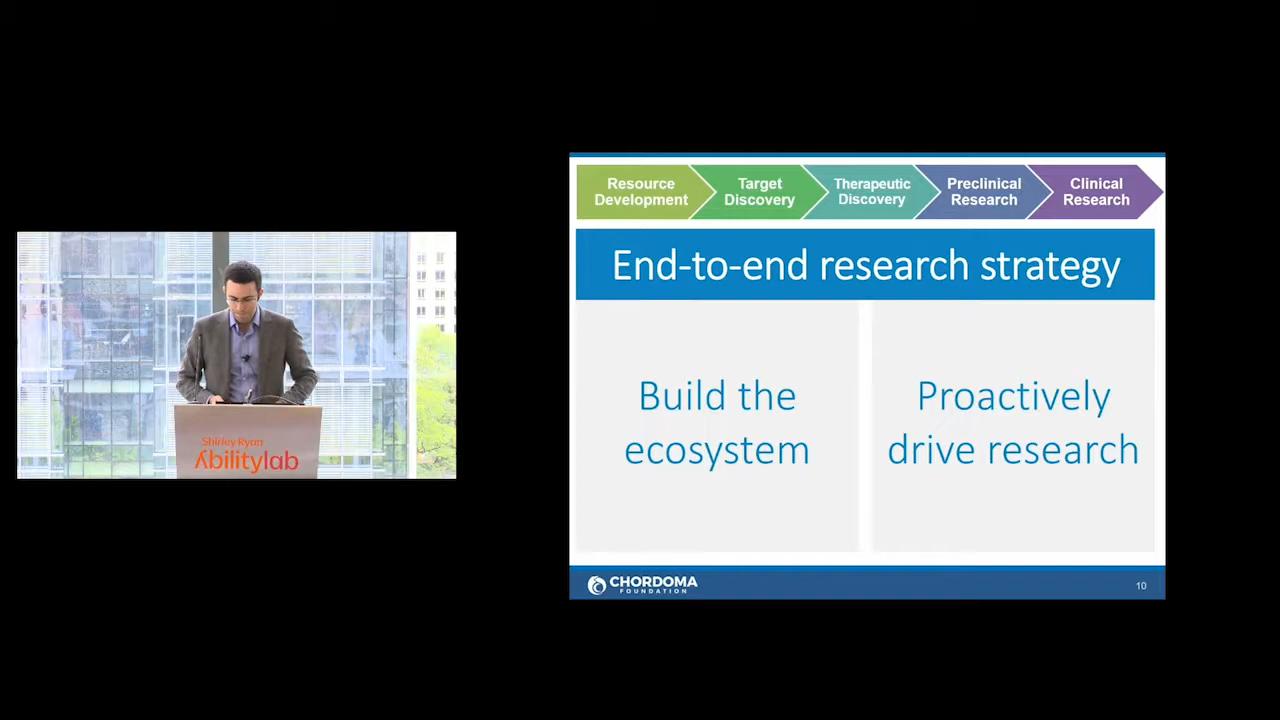 Shirley Ryan
Abilitylab
Resource
Development
Target
Discovery
Therapeutic
Discovery
Preclinical
Research
Clinical
Research
End-to-end research strategy
Build the
ecosystem
Proactively
drive research
CHORDOMA
FOUNDATION
10